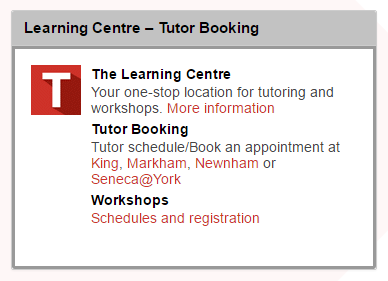 Learning Centre – Tutor Booking
T
The Learning Centre
Your one-stop location for tutoring and
workshops. More information
Tutor Booking
Tutor schedule/Book an appointment at
King, Markham, Newnham or
Seneca@York
Workshops
Schedules and registration